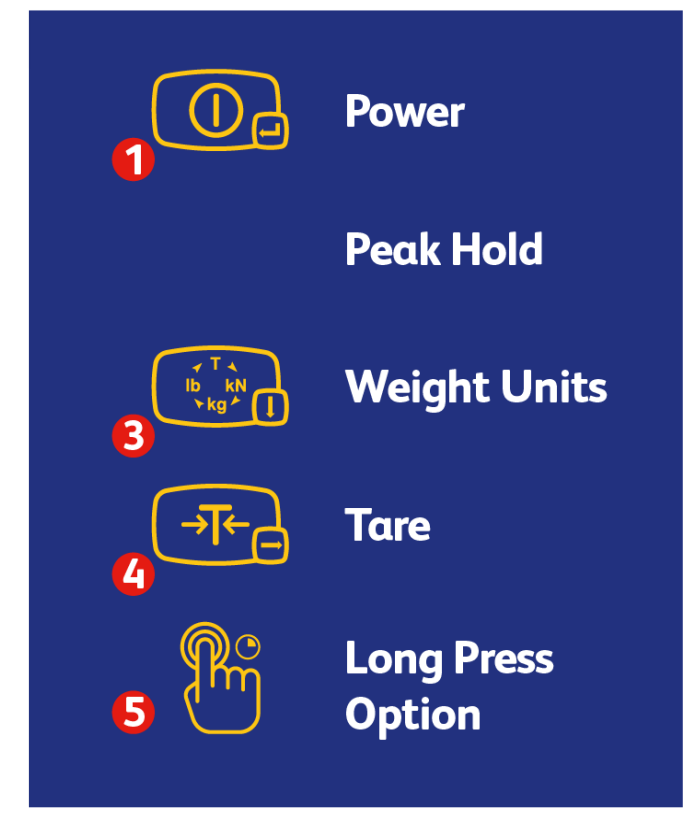 1 Power
Peak Hold
T
lb kN
kg
3 Weight Units
4 Tare
5 Long Press
Option